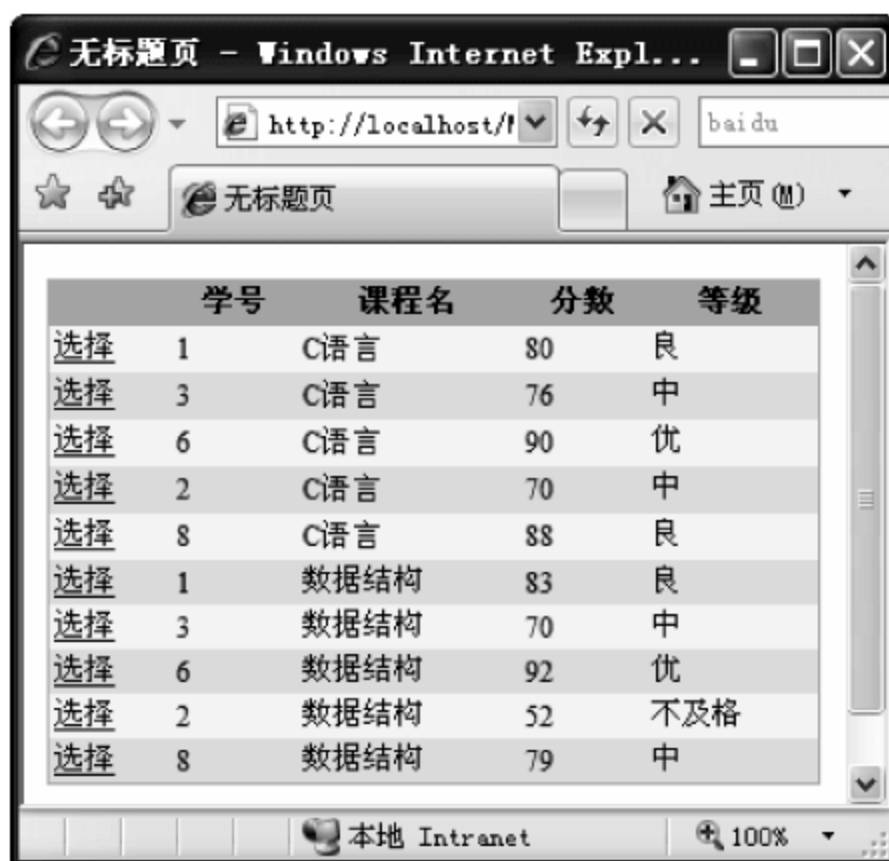 无标题页 - Windows Internet Expl...
http://localhost/
baidu
无标题页
主页(M)
学号 课程名 分数 等级
选择 1 C语言 80 良
选择 3 C语言 76 中
选择 6 C语言 90 优
选择 2 C语言 70 中
选择 8 C语言 88 良
选择 1 数据结构 83 良
选择 3 数据结构 70 中
选择 6 数据结构 92 优
选择 2 数据结构 52 不及格
选择 8 数据结构 79 中
本地 Intranet 100%